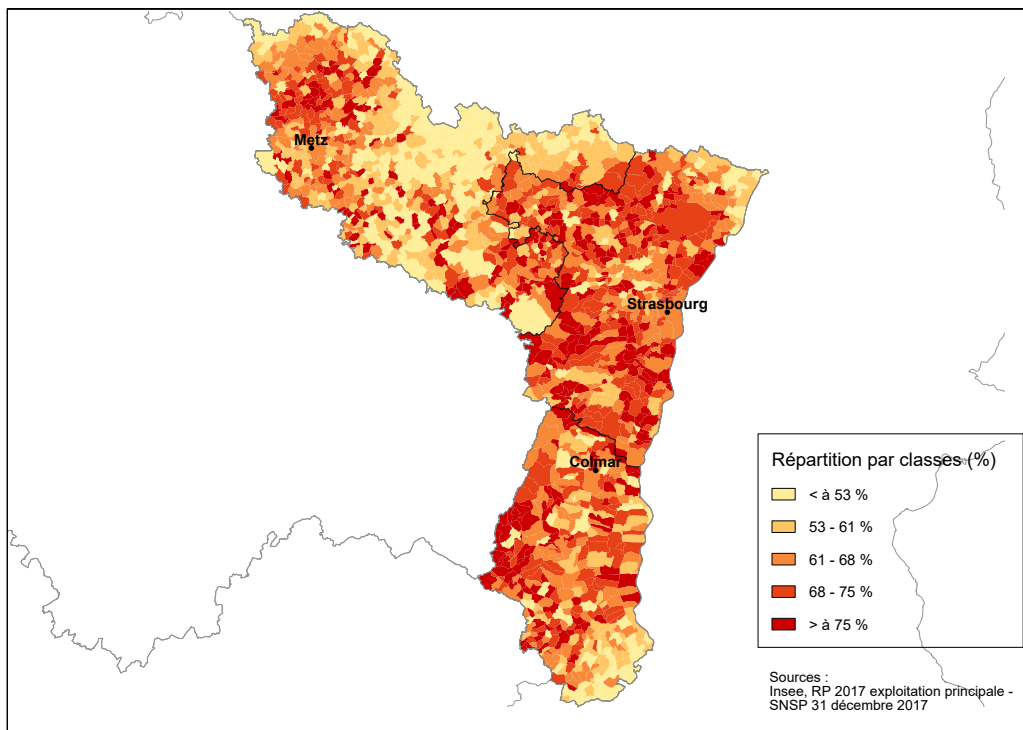 Metz
Strasbourg
Colmar
Répartition par classes (%)
< à 53 %
53 - 61 %
61 - 68 %
68 - 75 %
> à 75 %
Sources :
Insee, RP 2017 exploitation principale -
SNSP 31 décembre 2017